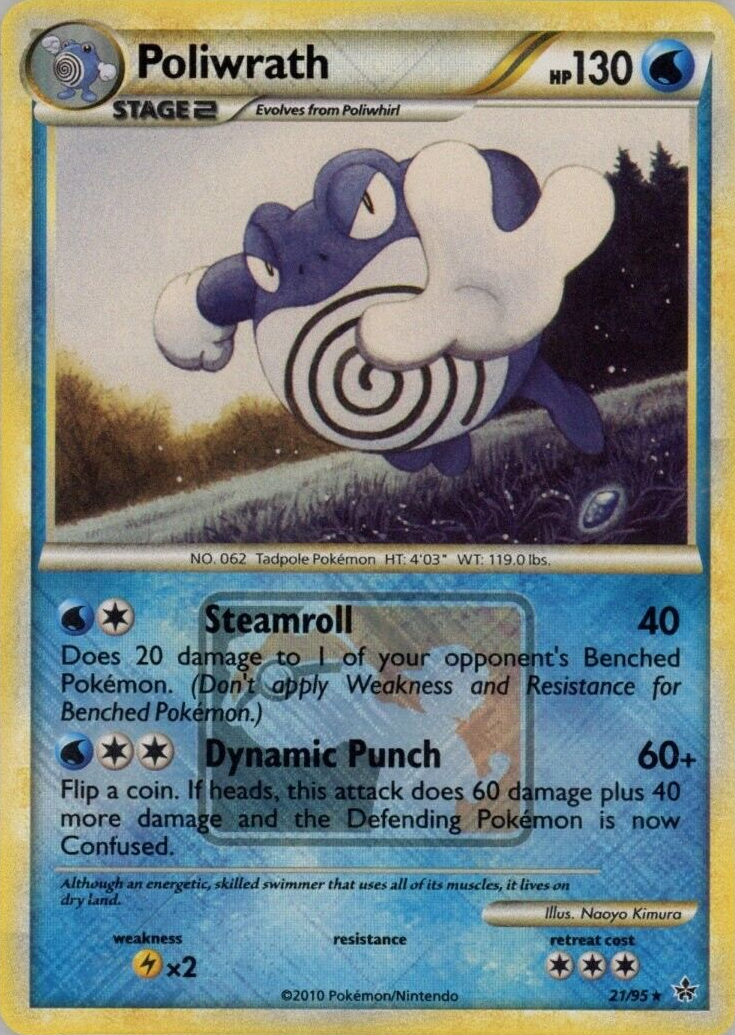 Poliwrath
HP130
STAGE 2
Evolves from Poliwhirl
NO. 062 Tadpole Pokémon HT: 4'03" WT: 119.0 lbs.
Steamroll 40
Does 20 damage to 1 of your opponent's Benched
Pokémon. (Don't apply Weakness and Resistance for
Benched Pokémon.)
Dynamic Punch 60+
Flip a coin. If heads, this attack does 60 damage plus 40
more damage and the Defending Pokémon is now
Confused.
Although an energetic, skilled swimmer that uses all of its muscles, it lives on
dry land.
Illus. Naoyo Kimura
weakness resistance retreat cost
×2
©2010 Pokémon/Nintendo 21/95 ★